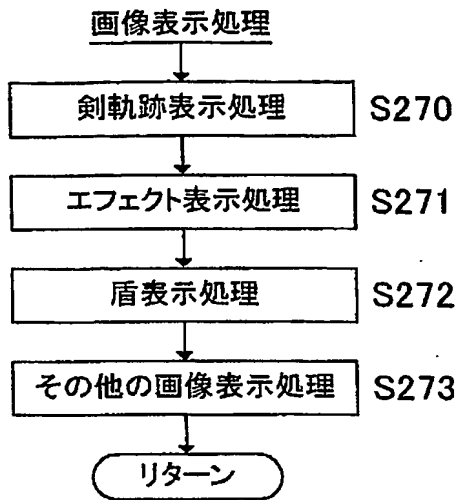 画像表示処理
剣軌跡表示処理 S270
エフェクト表示処理 S271
盾表示処理 S272
その他の画像表示処理 S273
リターン